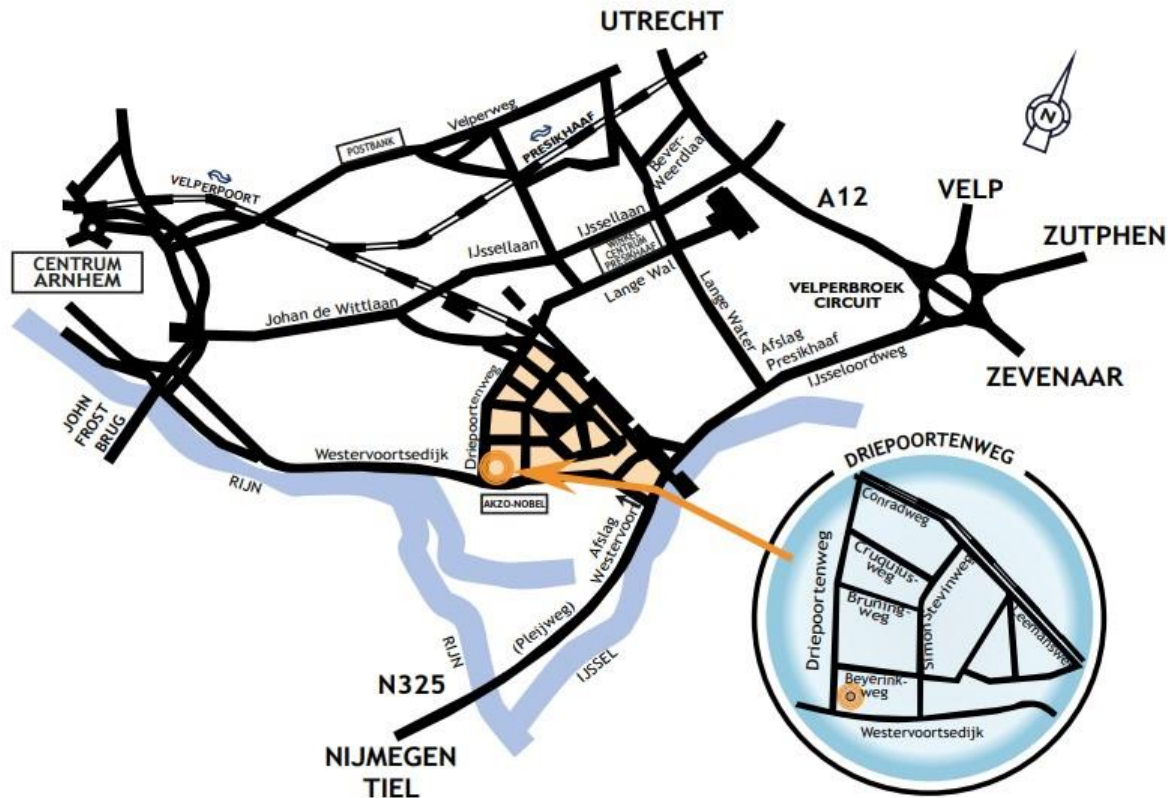 UTRECHT
Velperweg
POSTBANK
PRESIKHAAF
VELPERPOORT
BEVER-
WEERDLAAN
N
A12
VELP
ZUTPHEN
CENTRUM
ARNHEM
IJssellaan
IJssellaan
WINKEL
CENTRUM
PRESIKHAAF
Lange Wal
Lange Water
VELPERBROEK
CIRCUIT
Johan de Wittlaan
Afslag
Presikhaaf
IJsseloordweg
ZEVENAAR
JOHN
FROST
BRUG
Driepoortenweg
Westervoortsedijk
RIJN
AKZO-NOBEL
Afslag
Westervoort
(Pleijweg)
RIJN
IJSSEL
N325
NIJMEGEN
TIEL
DRIEPOORTENWEG
Conradweg
Cruquius-
weg
Driepoortenweg
Bruning-
weg
Simon Stevinweg
Leemansweg
Beyerink-
weg
Westervoortsedijk